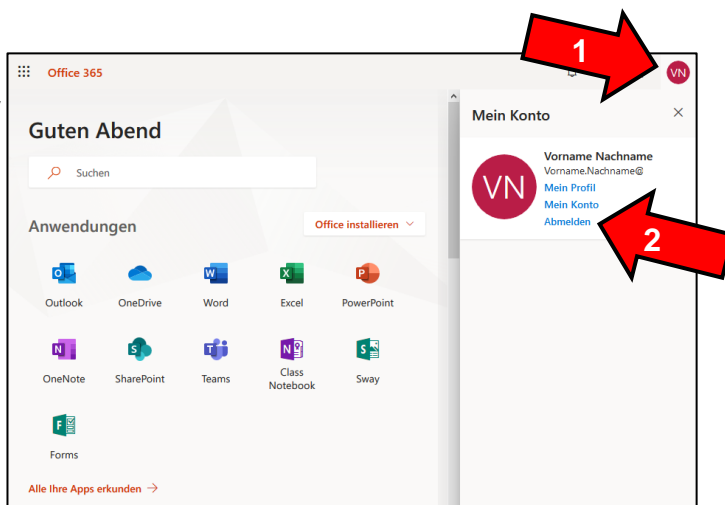 1
Office 365
VN
Guten Abend
Suchen
Anwendungen
Office installieren
Outlook
OneDrive
Word
Excel
PowerPoint
OneNote
SharePoint
Teams
Class
Notebook
Sway
Forms
Alle Ihre Apps erkunden →
Mein Konto
VN
Vorname Nachname
Vorname.Nachname@
Mein Profil
Mein Konto
Abmelden
2